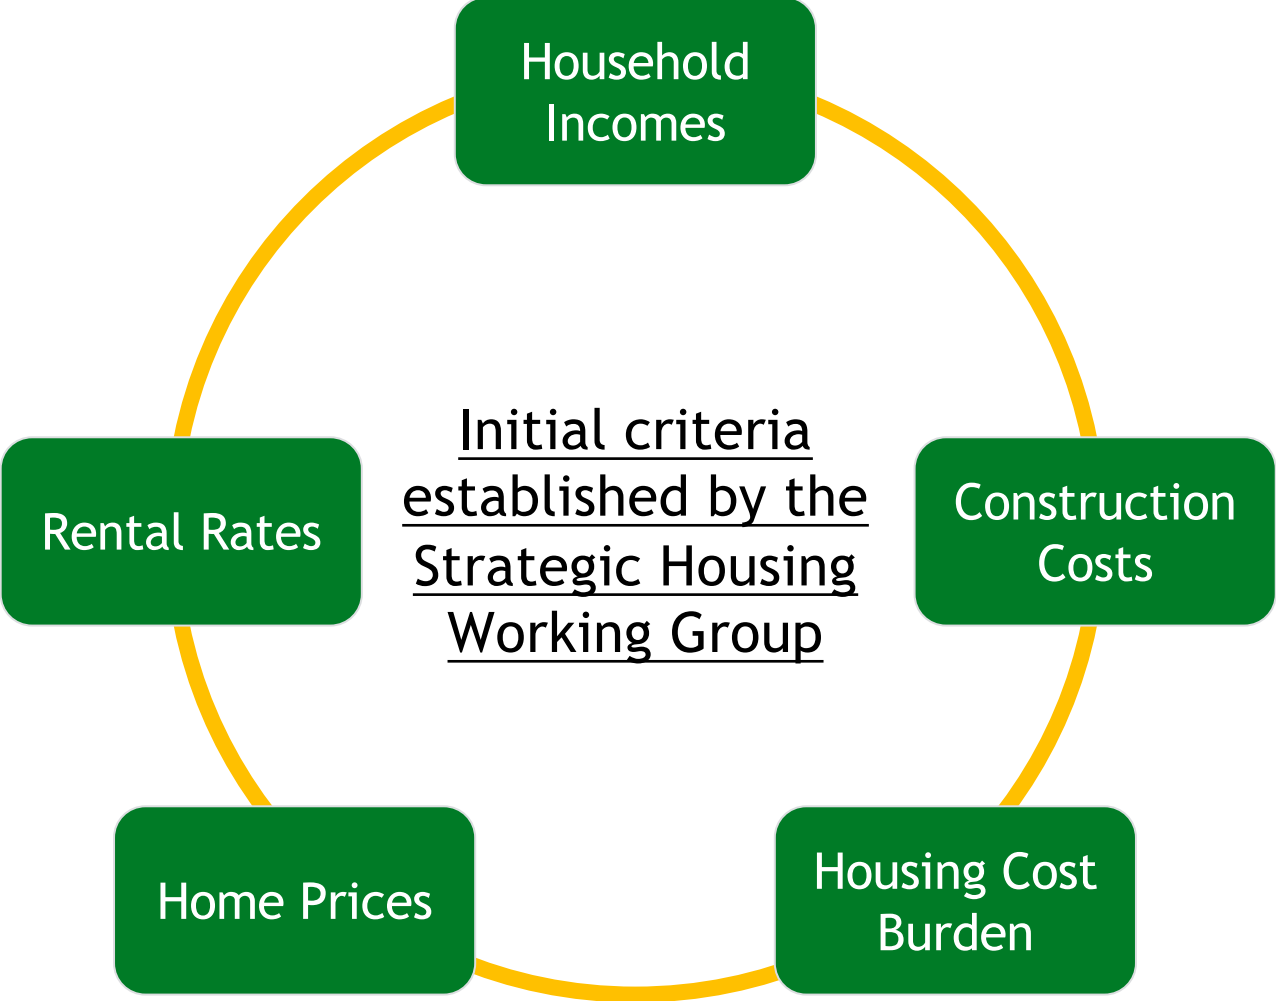 Household
Incomes
Initial criteria
established by the
Strategic Housing
Working Group
Rental Rates
Construction
Costs
Home Prices
Housing Cost
Burden